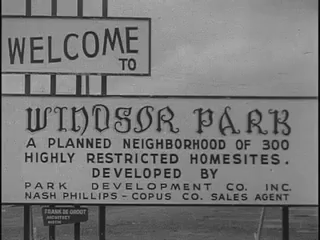 WELCOME
TO
WINDSOR PARK
A PLANNED NEIGHBORHOOD OF 300
HIGHLY RESTRICTED HOMESITES.
DEVELOPED BY
PARK DEVELOPMENT CO. INC.
NASH PHILLIPS - COPUS CO. SALES AGENT